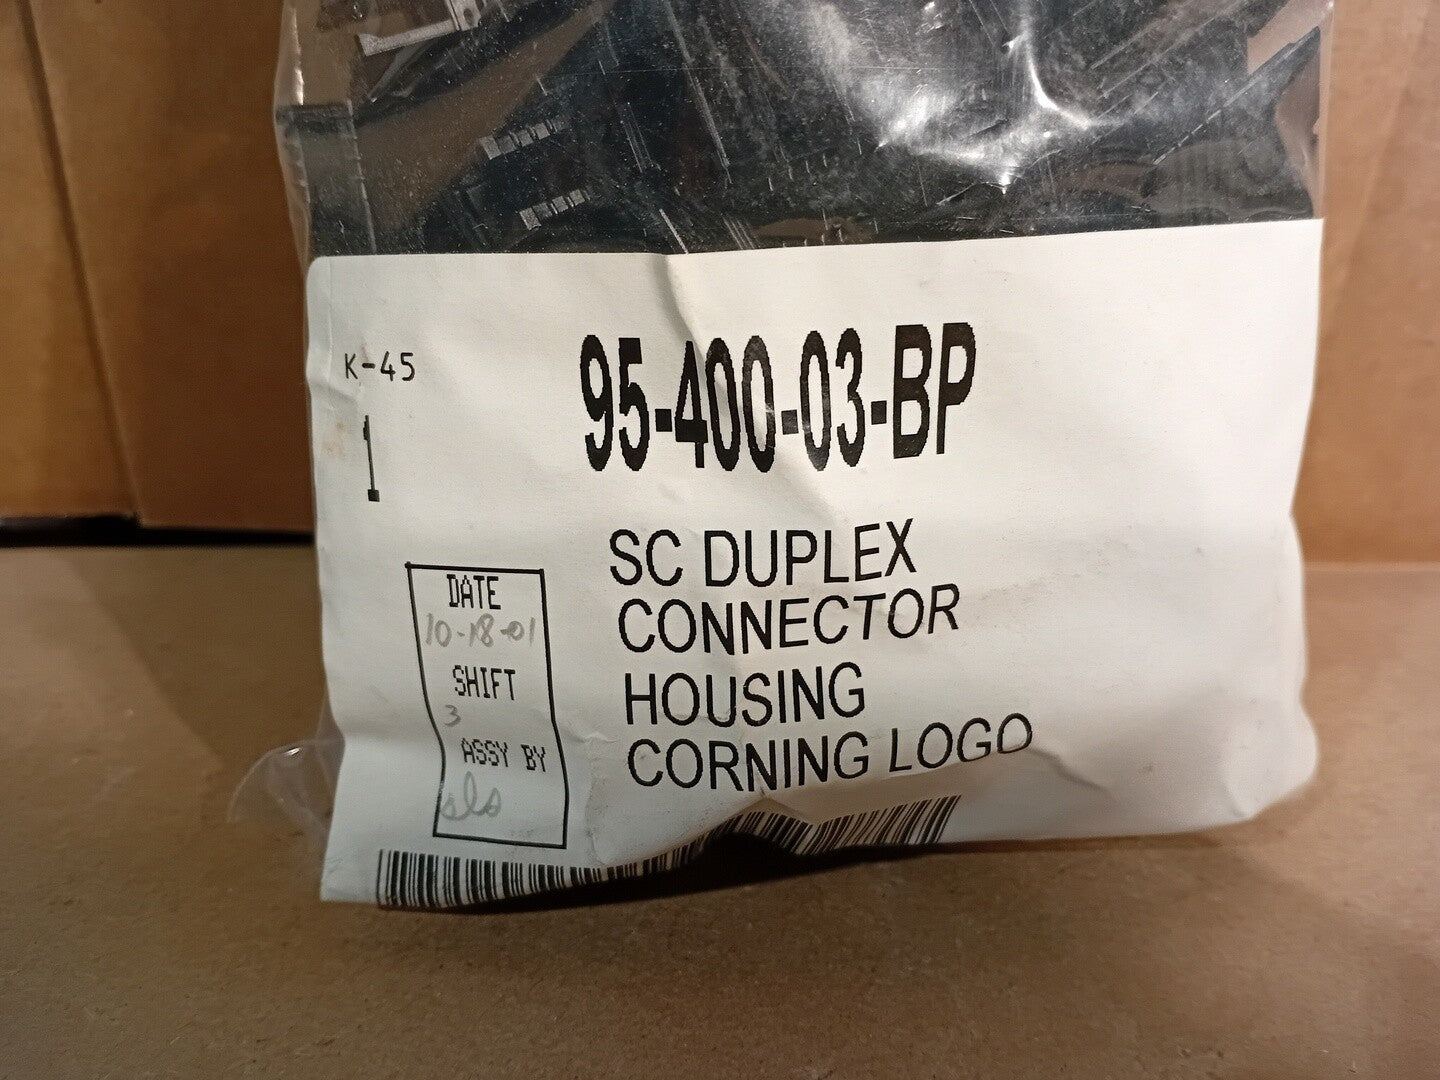 K-45
1
95-400-03-BP
SC DUPLEX
CONNECTOR
HOUSING
CORNING LOGO
DATE
10-18-01
SHIFT
3
ASSY BY
sls